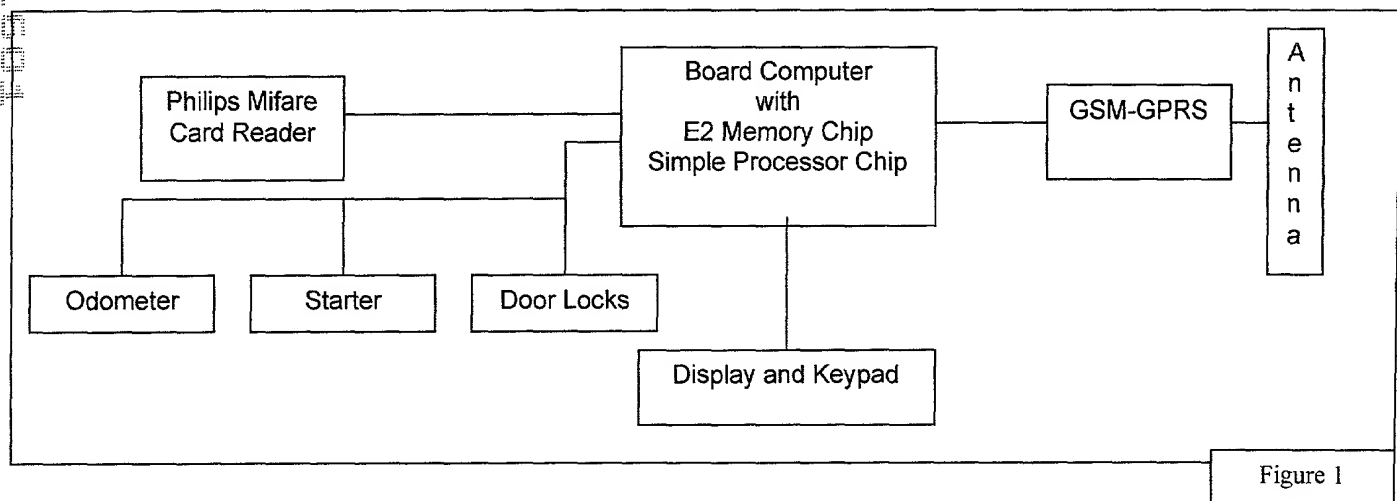 Philips Mifare
Card Reader
Board Computer
with
E2 Memory Chip
Simple Processor Chip
GSM-GPRS
Antenna
Odometer
Starter
Door Locks
Display and Keypad
Figure 1